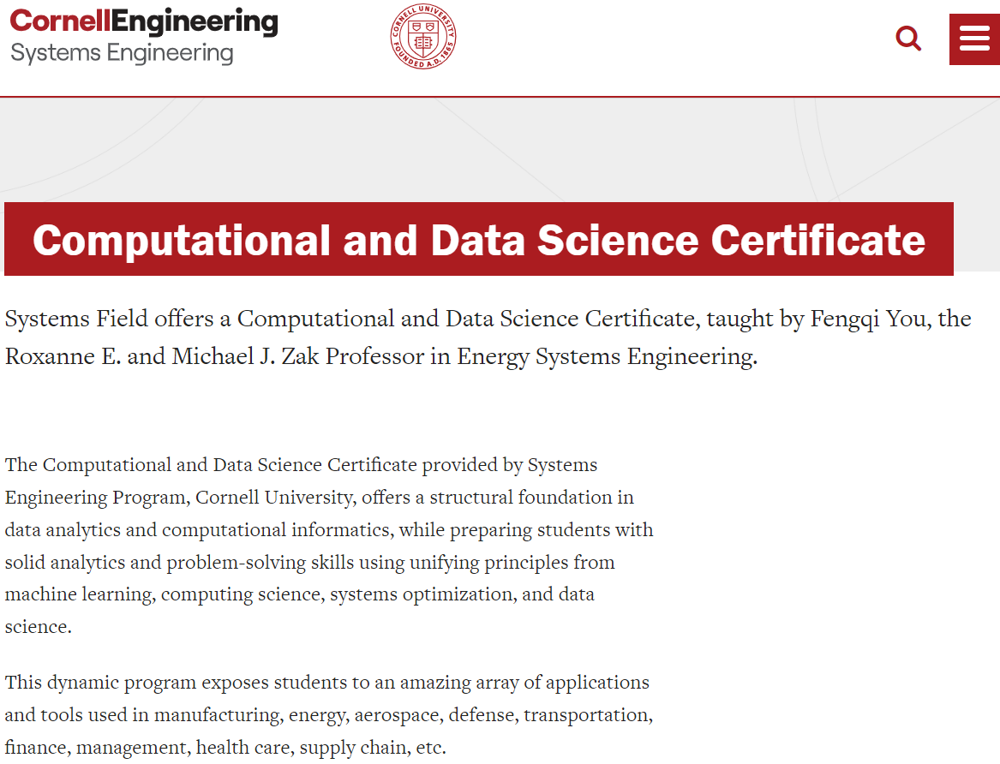 CornellEngineering
Systems Engineering
CORNELL UNIVERSITY
FOUNDED A.D. 1865
Computational and Data Science Certificate
Systems Field offers a Computational and Data Science Certificate, taught by Fengqi You, the
Roxanne E. and Michael J. Zak Professor in Energy Systems Engineering.
The Computational and Data Science Certificate provided by Systems
Engineering Program, Cornell University, offers a structural foundation in
data analytics and computational informatics, while preparing students with
solid analytics and problem-solving skills using unifying principles from
machine learning, computing science, systems optimization, and data
science.
This dynamic program exposes students to an amazing array of applications
and tools used in manufacturing, energy, aerospace, defense, transportation,
finance, management, health care, supply chain, etc.